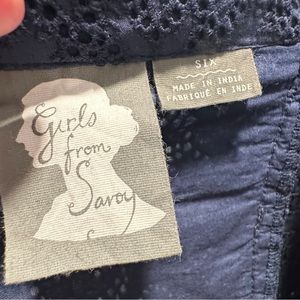 Girls
from
Savoy
SIX
MADE IN INDIA
FABRIQUÉ EN INDE